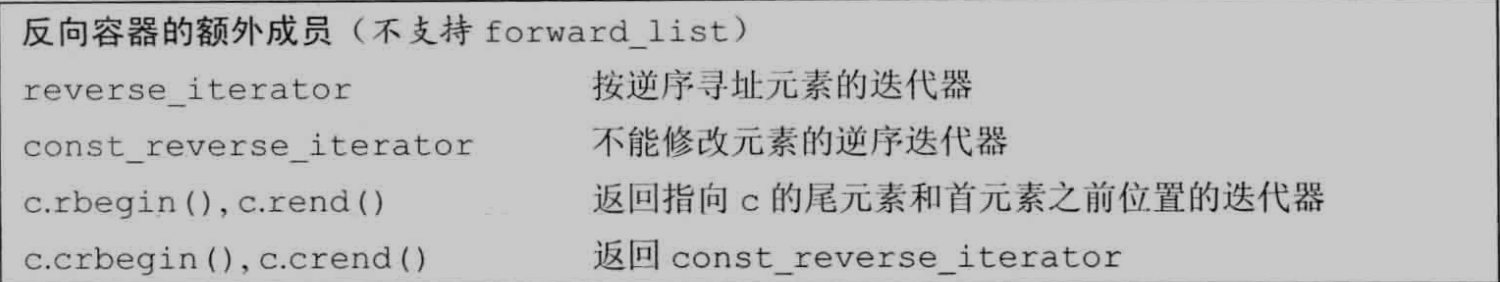 反向容器的额外成员（不支持 forward_list）
reverse_iterator 按逆序寻址元素的迭代器
const_reverse_iterator 不能修改元素的逆序迭代器
c.rbegin(),c.rend() 返回指向 c 的尾元素和首元素之前位置的迭代器
c.crbegin(),c.crend() 返回 const_reverse_iterator